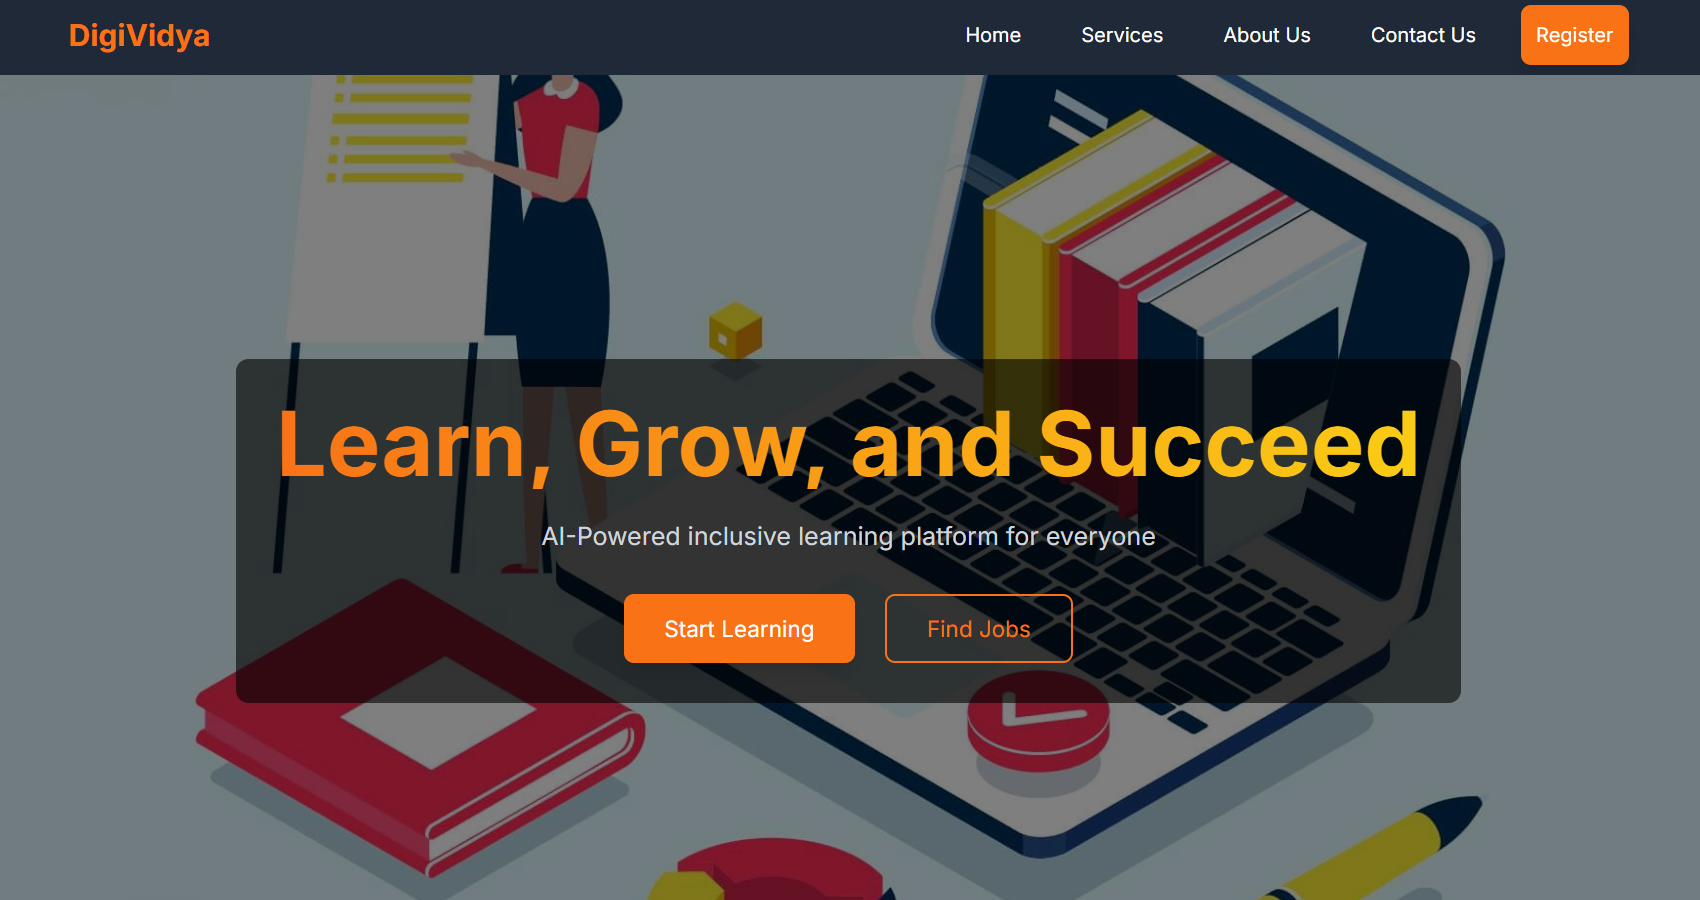 DigiVidya
Home Services About Us Contact Us Register
Learn, Grow, and Succeed
AI-Powered inclusive learning platform for everyone
Start Learning Find Jobs